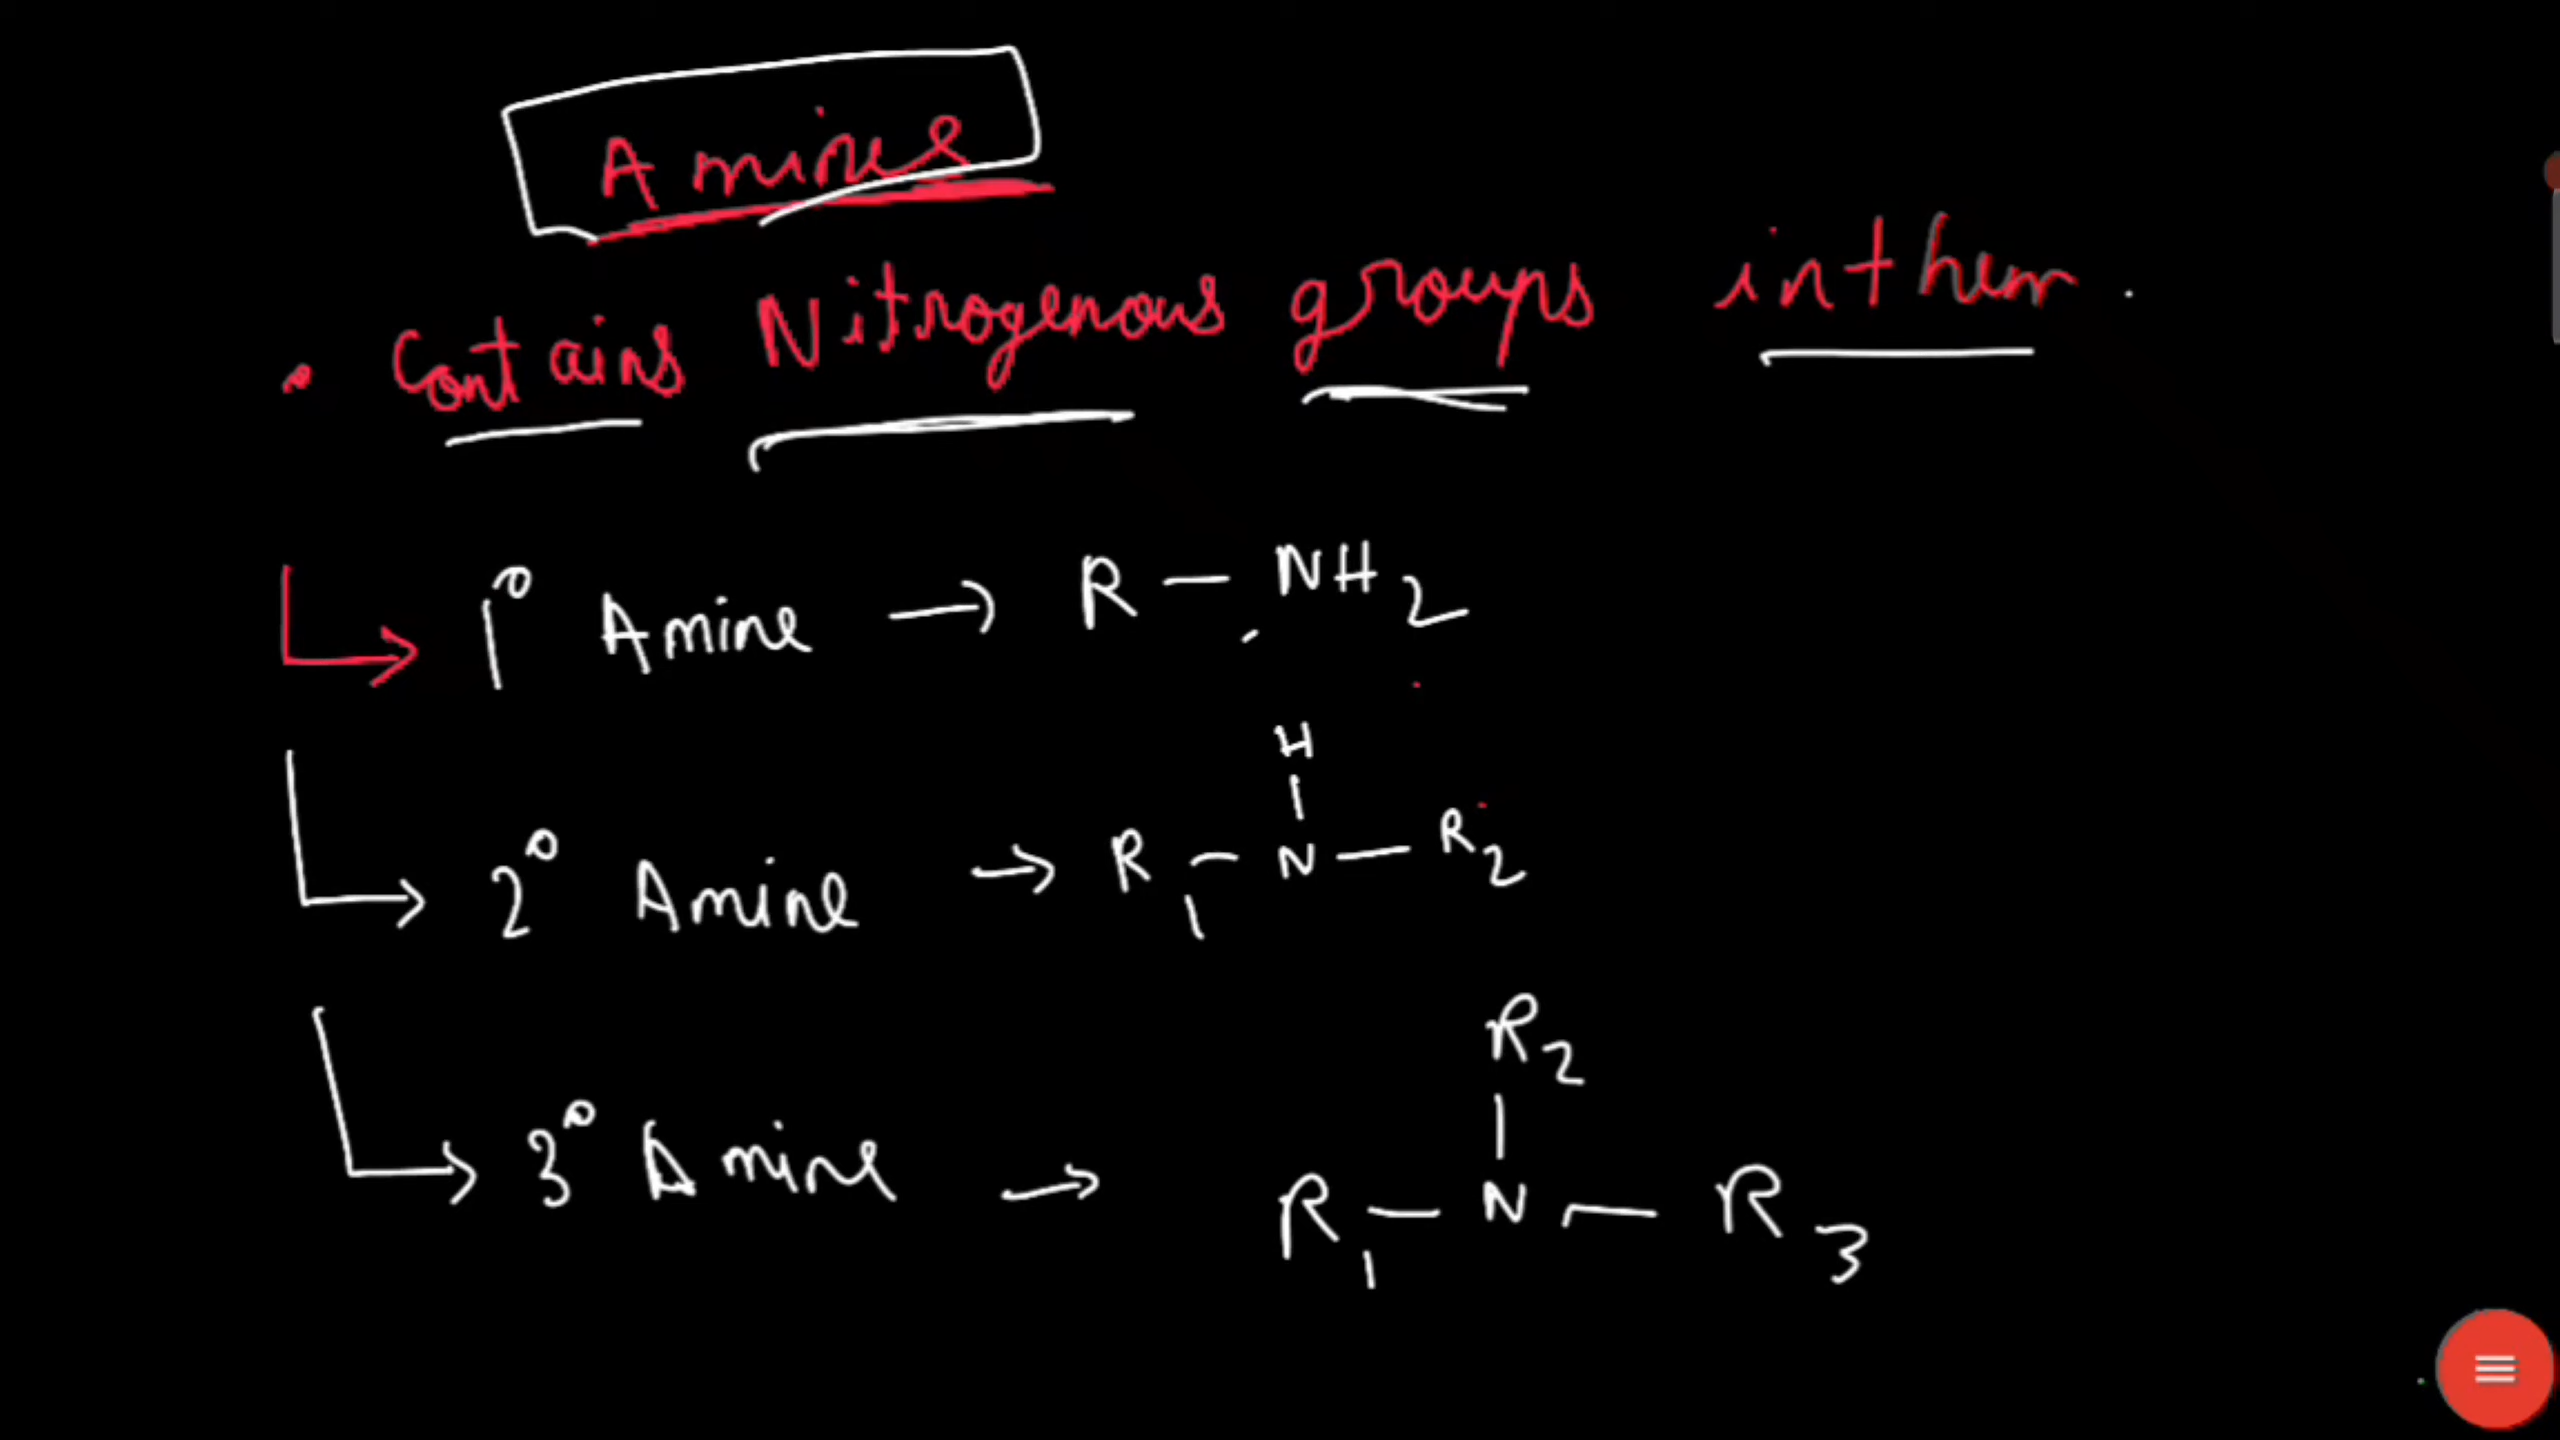 Amines
• Contains Nitrogenous groups in them.
↳ 1° Amine → R — NH2
H
|
↳ 2° Amine → R1 — N — R2
R2
|
↳ 3° Amine → R1 — N — R3